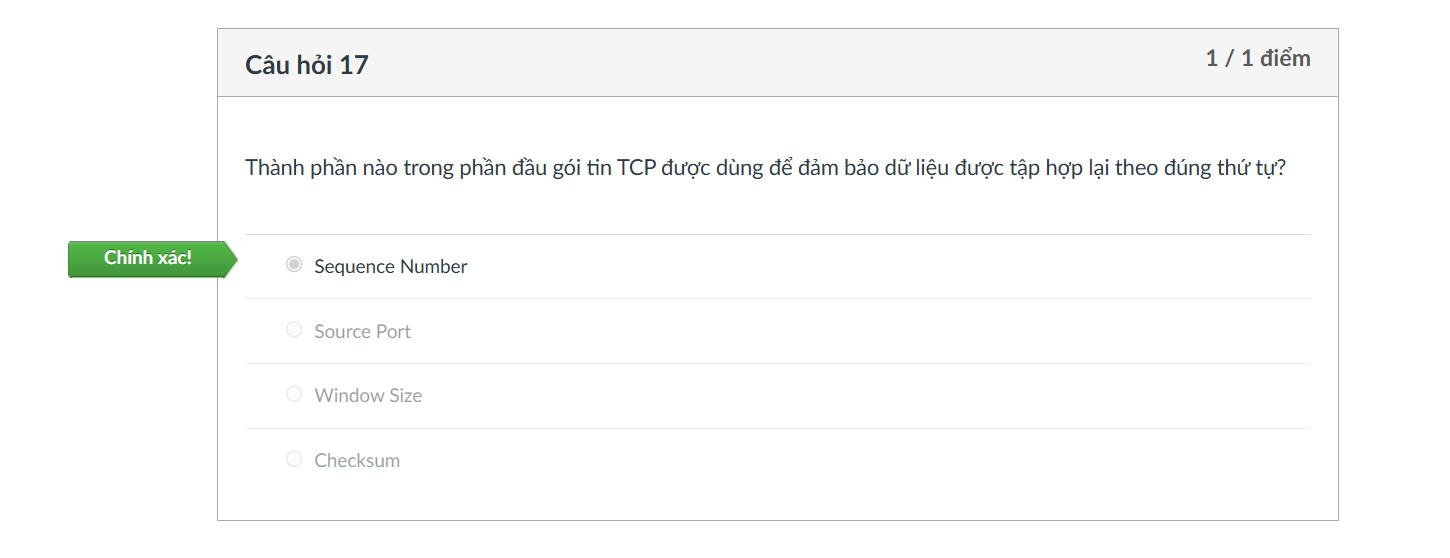 Câu hỏi 17
1 / 1 điểm
Thành phần nào trong phần đầu gói tin TCP được dùng để đảm bảo dữ liệu được tập hợp lại theo đúng thứ tự?
Chính xác!
Sequence Number
Source Port
Window Size
Checksum